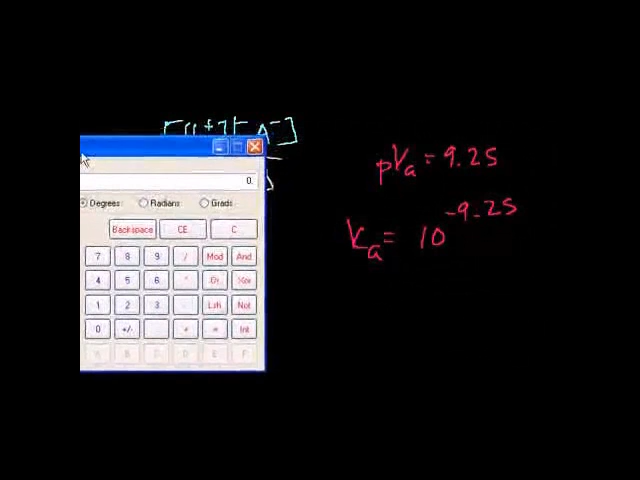 [H+][A-]
pKa = 9.25
Ka = 10^-9.25
0.
Degrees Radians Grads
Backspace CE C
7 8 9 / Mod And
4 5 6 * Or Xor
1 2 3 - Lsh Not
0 +/- . + = Int
A B C D E F